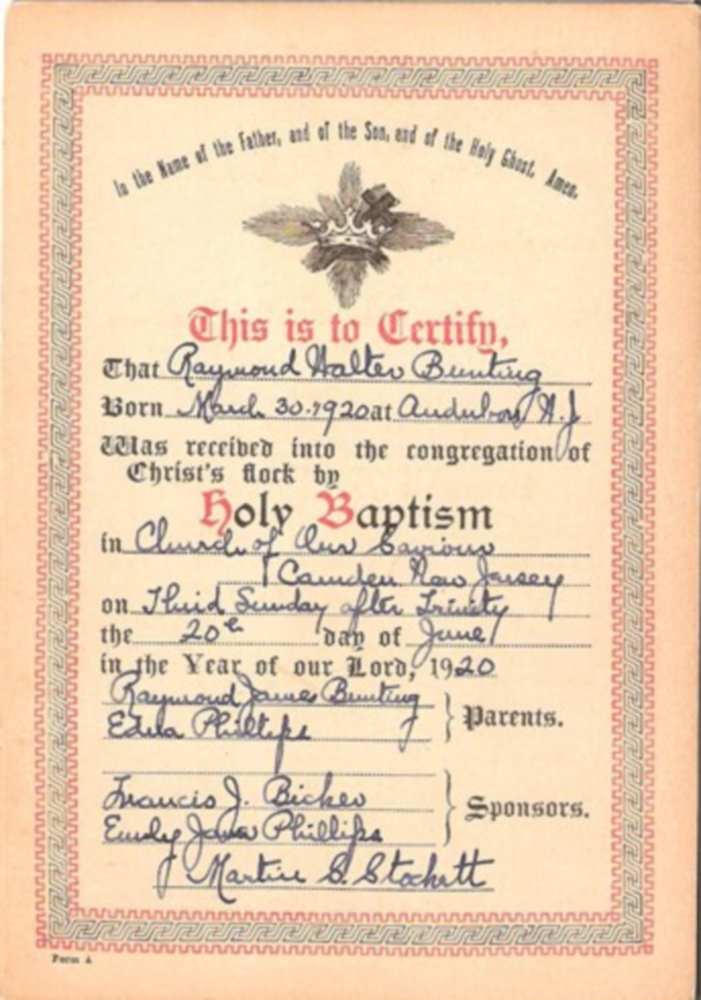 In the Name of the Father, and of the Son, and of the Holy Ghost. Amen.
This is to Certify,
That Raymond Walter Bunting
Born March 30-1920 at Audubon N.J
Was received into the congregation of
Christ's flock by
Holy Baptism
in Church of Our Saviour
Camden New Jersey
on Third Sunday after Trinity
the 20th day of June
in the Year of our Lord, 1920
Raymond James Bunting
Edna Phillips
Parents.
Francis J. Bicker
Emily Jane Phillips
Sponsors.
Martin S. Stockett
Form A